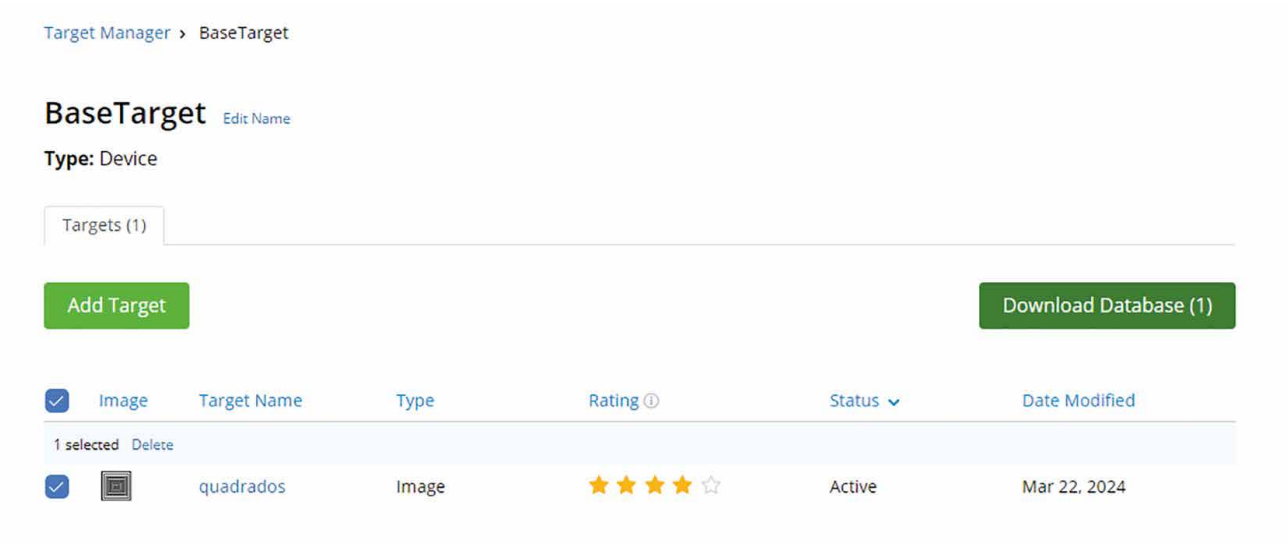 Target Manager > BaseTarget
BaseTarget Edit Name
Type: Device
Targets (1)
Add Target
Download Database (1)
Image Target Name Type Rating Status Date Modified
1 selected Delete
quadrados Image Active Mar 22, 2024